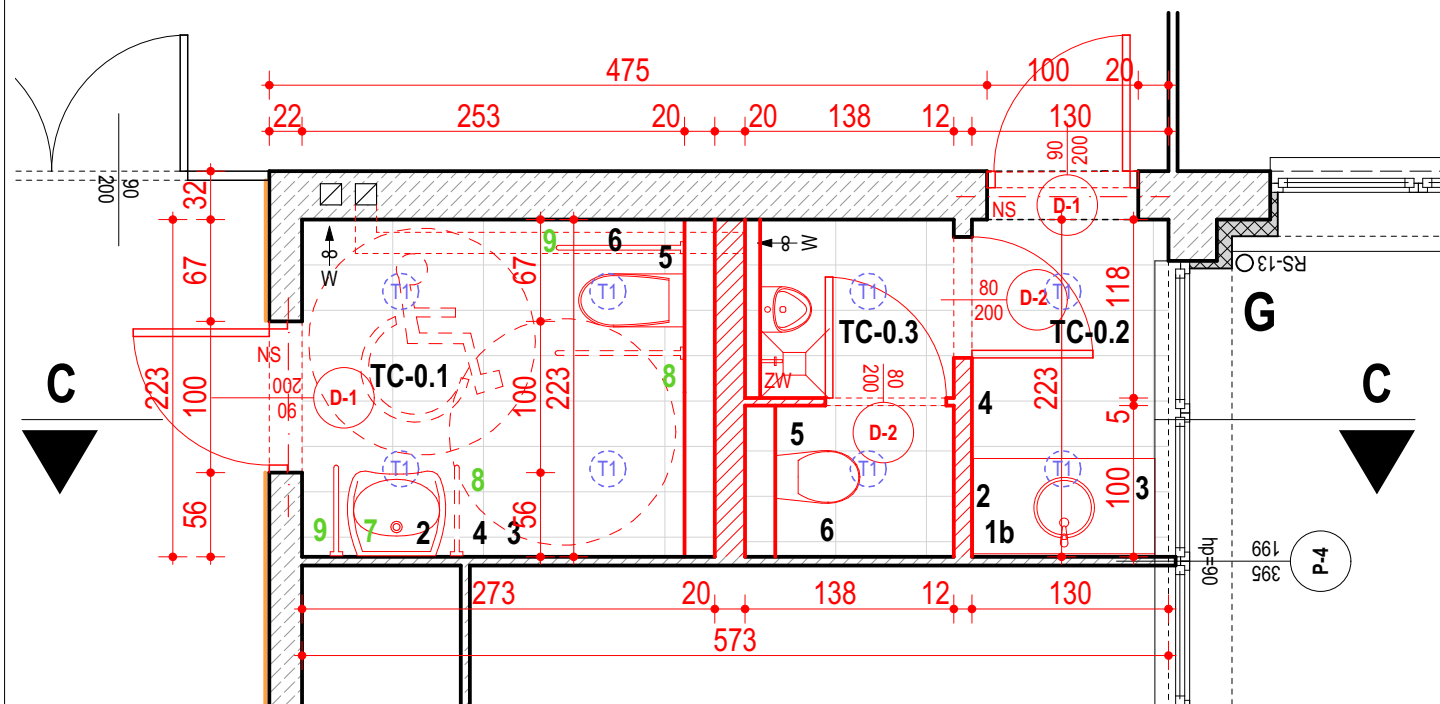 475
100
20
22
253
20
20
138
12
130
90
200
90
200
32
NS
D-1
9
6
5
8
W
8
W
67
67
T1
T1
T1
T1
118
RS-13
80
200
D-2
G
TC-0.3
TC-0.2
NS
C
223
100
200
90
D-1
TC-0.1
100
223
8
ZW
80
200
4
223
5
C
5
D-2
T1
T1
T1
T1
8
2
100
3
56
9
7
2
4
3
56
6
1b
hp=90
199
395
P-4
273
20
138
12
130
573